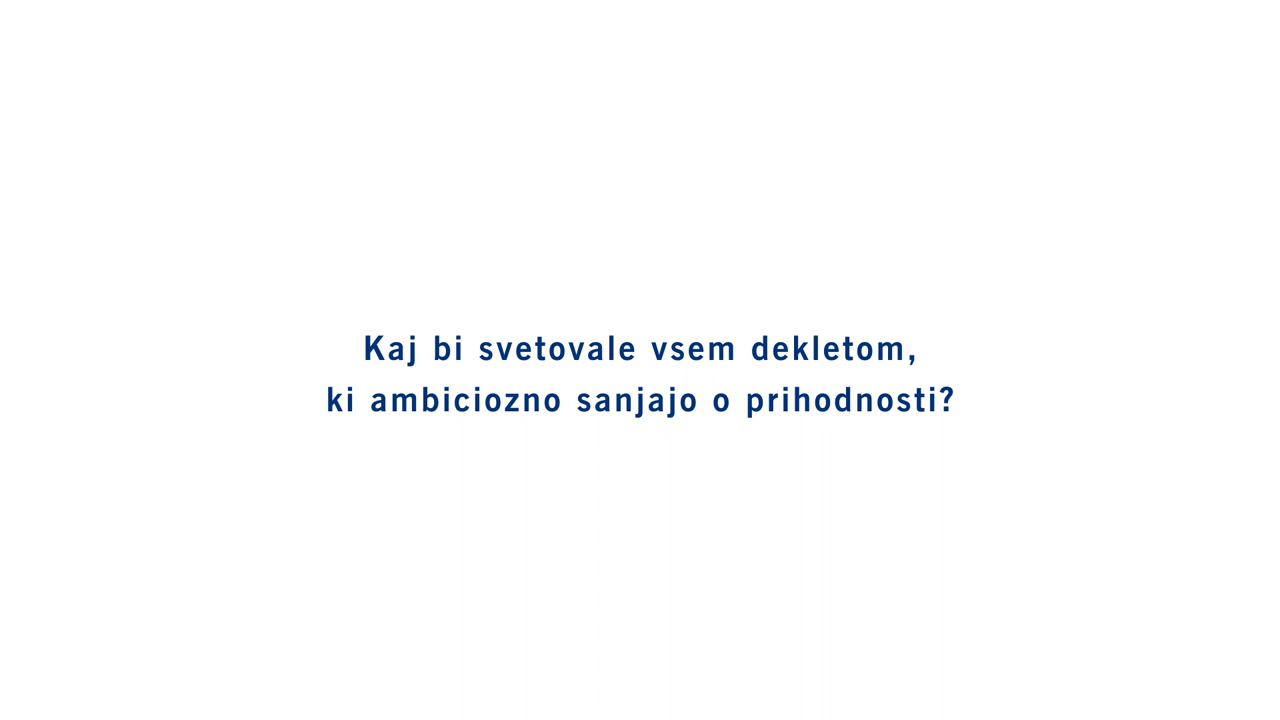 Kaj bi svetovale vsem dekletom,
ki ambiciozno sanjajo o prihodnosti?